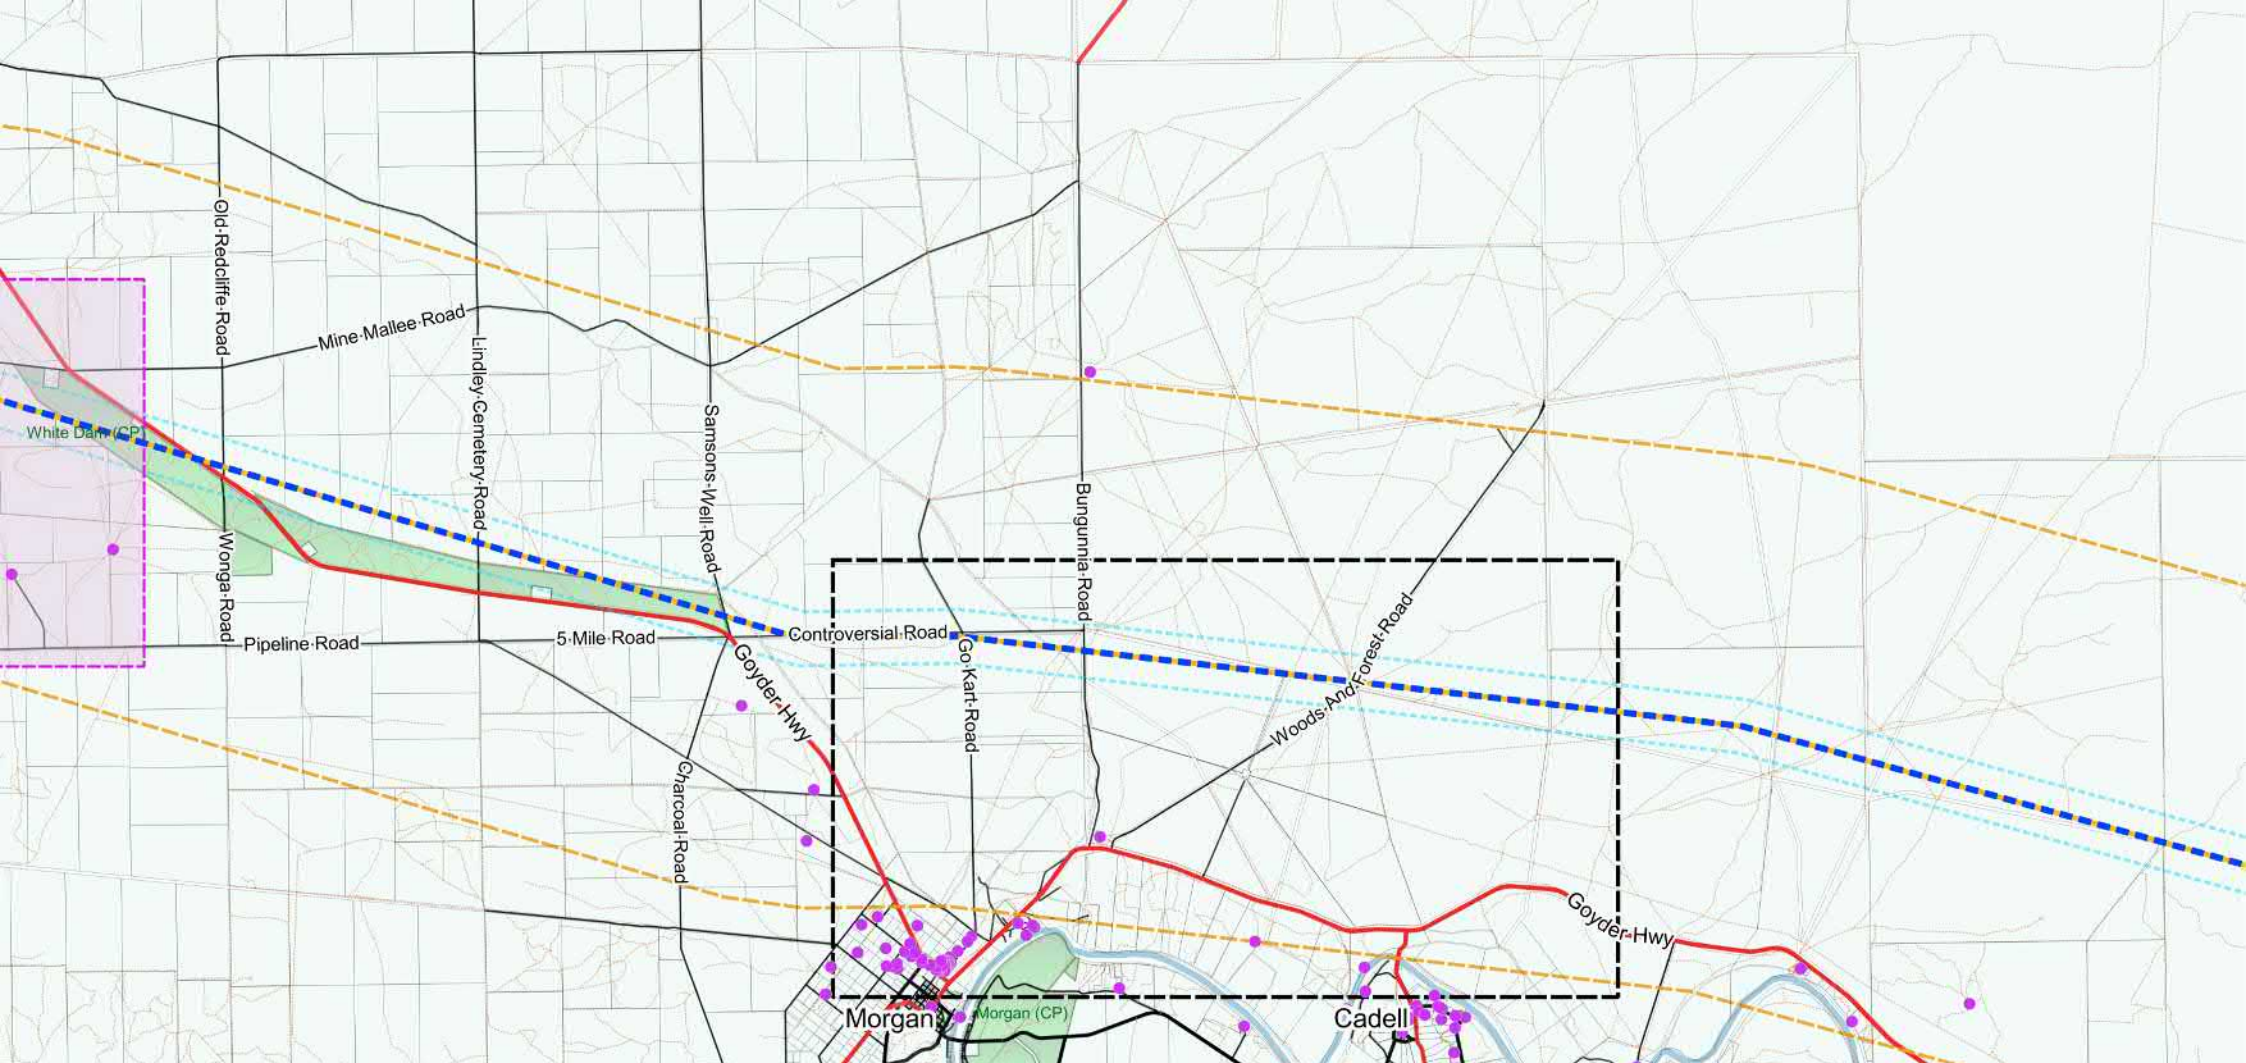 Old-Redcliffe-Road
Mine-Mallee-Road
Lindley-Cemetery-Road
Samsons-Well-Road
White Dam (CP)
Bungunnia-Road
Wonga-Road
Pipeline-Road
5-Mile-Road
Controversial-Road
Goyder-Hwy
Go-Kart-Road
Woods-And-Forest-Road
Charcoal-Road
Goyder-Hwy
Morgan
Morgan (CP)
Cadell